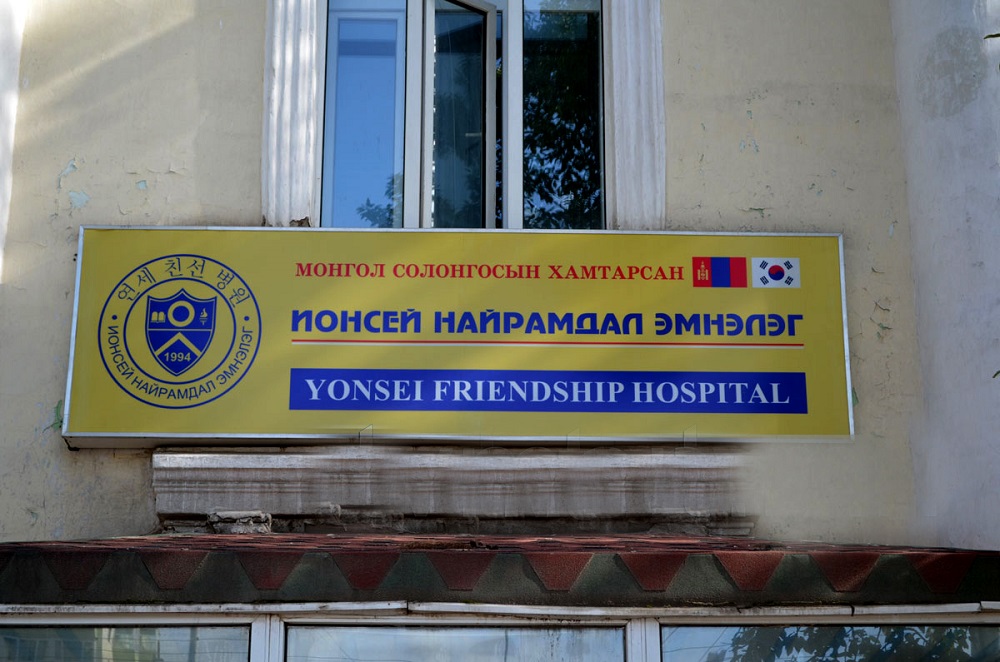 연세 친선 병원
1994
ИОНСЕЙ НАЙРАМДАЛ ЭМНЭЛЭГ
МОНГОЛ СОЛОНГОСЫН ХАМТАРСАН
ИОНСЕЙ НАЙРАМДАЛ ЭМНЭЛЭГ
YONSEI FRIENDSHIP HOSPITAL